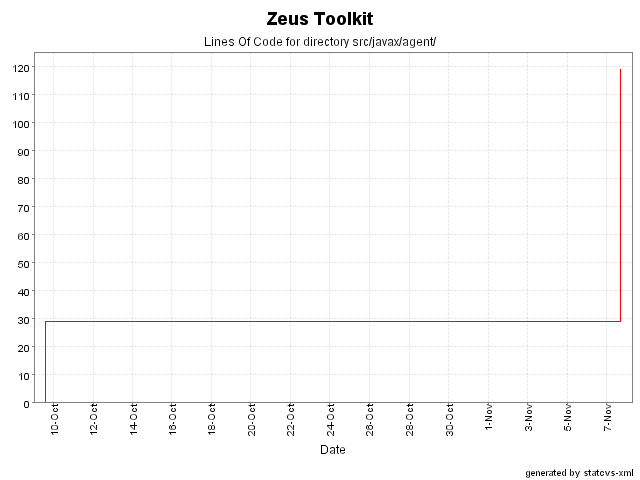 Zeus Toolkit
Lines Of Code for directory src/javax/agent/
120
110
100
90
80
70
60
50
40
30
20
10
0
10-Oct
12-Oct
14-Oct
16-Oct
18-Oct
20-Oct
22-Oct
24-Oct
26-Oct
28-Oct
30-Oct
1-Nov
3-Nov
5-Nov
7-Nov
Date
generated by statcvs-xml